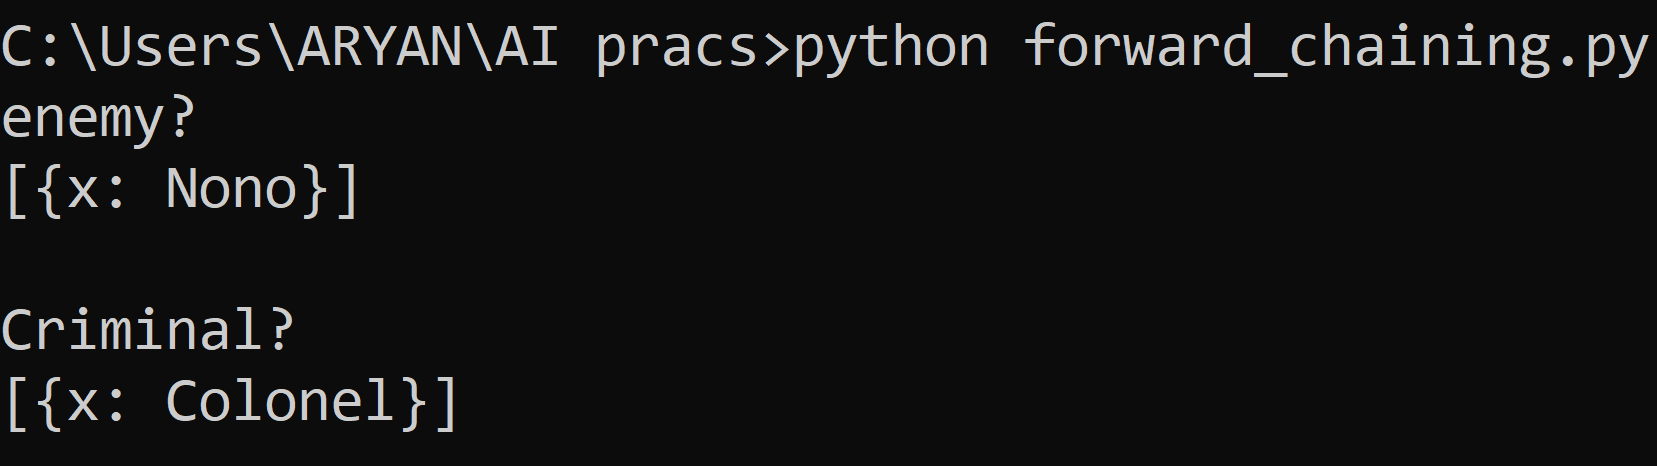 C:\Users\ARYAN\AI pracs>python forward_chaining.py
enemy?
[{x: Nono}]
Criminal?
[{x: Colonel}]